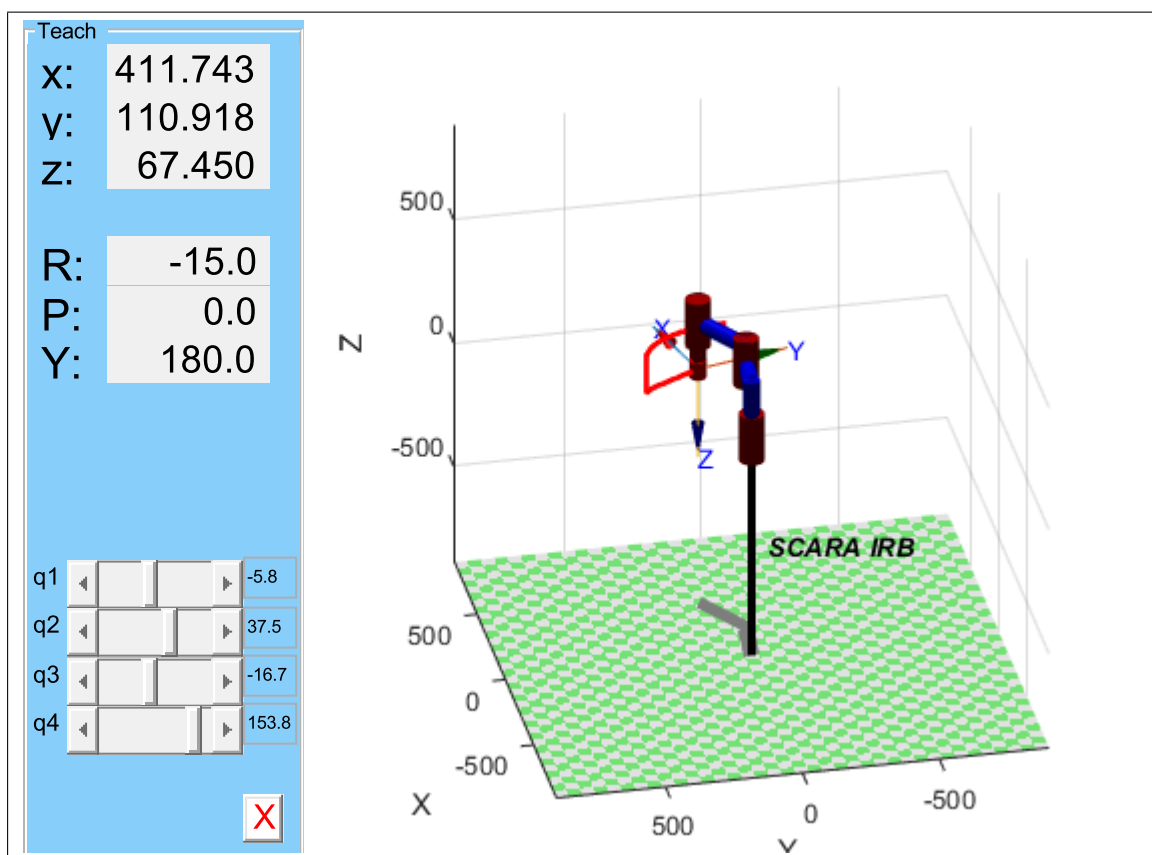 Teach
x: 411.743
y: 110.918
z: 67.450
R: -15.0
P: 0.0
Y: 180.0
q1 -5.8
q2 37.5
q3 -16.7
q4 153.8
X
500
0
-500
Z
X
Y
Z
SCARA IRB
500
0
-500
X
500
0
-500
Y